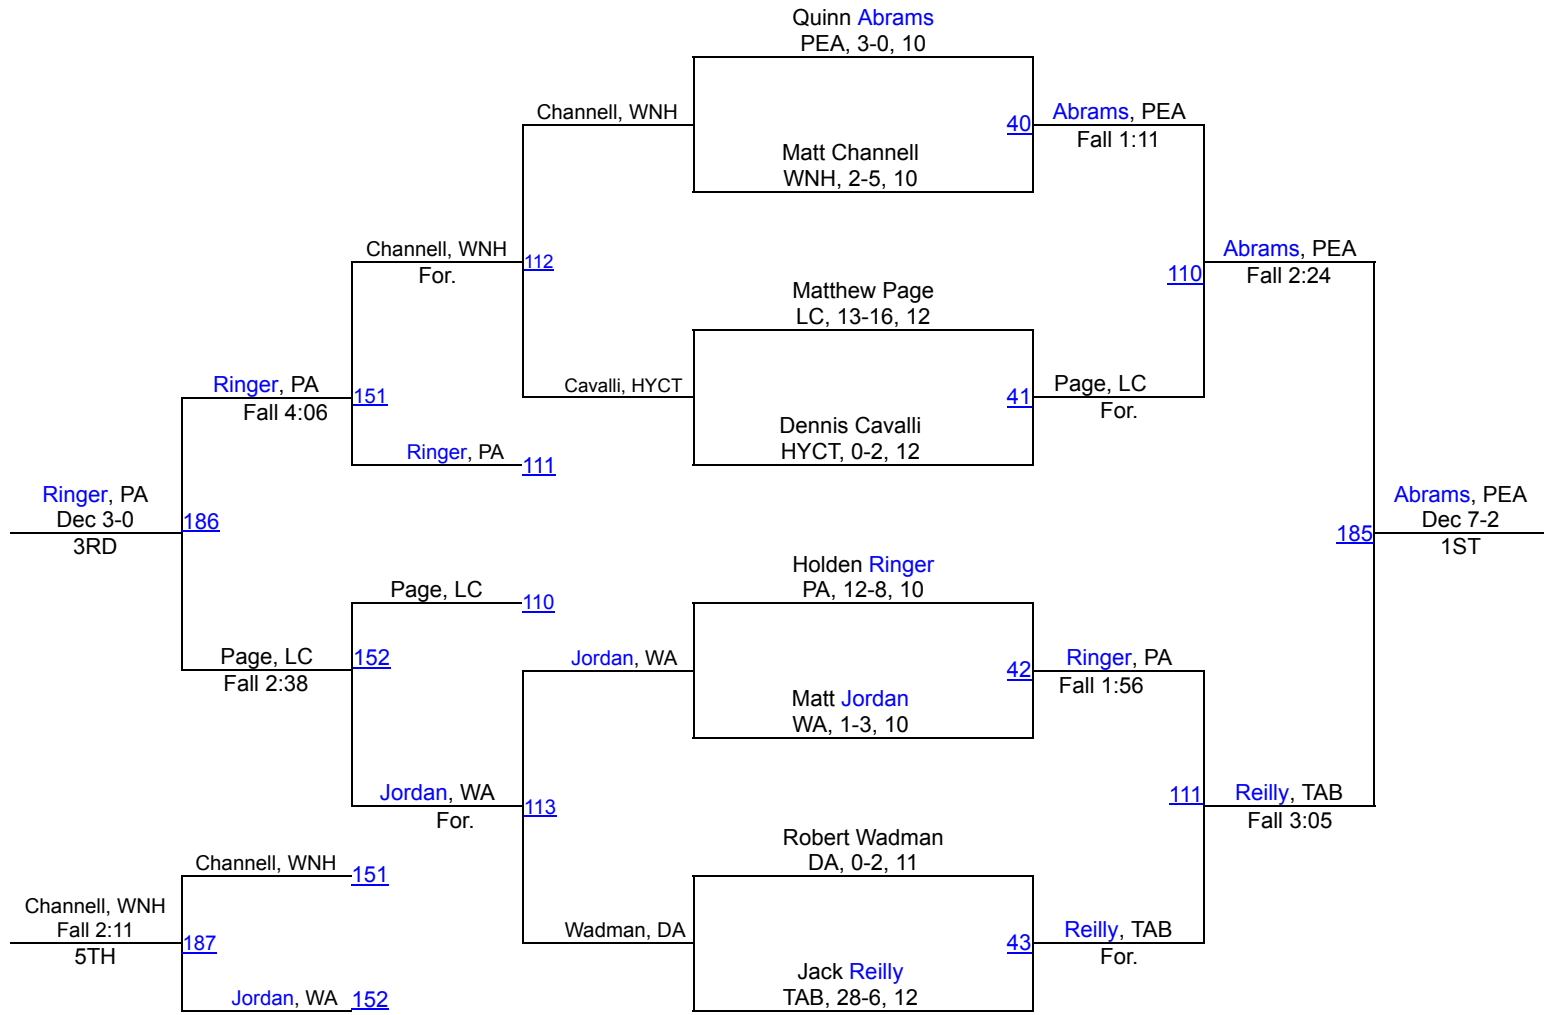 Quinn Abrams
PEA, 3-0, 10
Channell, WNH
40
Abrams, PEA
Fall 1:11
Matt Channell
WNH, 2-5, 10
Channell, WNH
For.
112
110
Abrams, PEA
Fall 2:24
Matthew Page
LC, 13-16, 12
Ringer, PA
Fall 4:06
151
Cavalli, HYCT
41
Page, LC
For.
Dennis Cavalli
HYCT, 0-2, 12
Ringer, PA
111
Ringer, PA
Dec 3-0
3RD
186
185
Abrams, PEA
Dec 7-2
1ST
Holden Ringer
PA, 12-8, 10
Page, LC
110
Page, LC
Fall 2:38
152
Jordan, WA
42
Ringer, PA
Fall 1:56
Matt Jordan
WA, 1-3, 10
Jordan, WA
For.
113
111
Reilly, TAB
Fall 3:05
Robert Wadman
DA, 0-2, 11
Channell, WNH
151
Channell, WNH
Fall 2:11
5TH
187
Wadman, DA
43
Reilly, TAB
For.
Jack Reilly
TAB, 28-6, 12
Jordan, WA
152